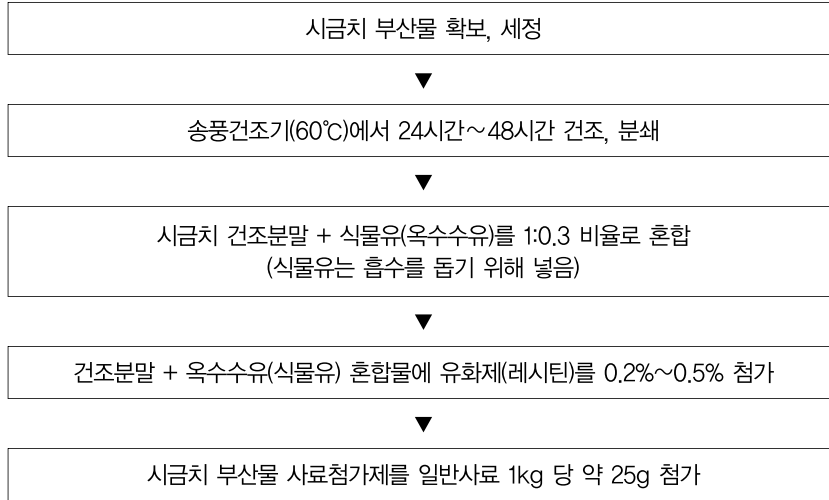 시금치 부산물 확보, 세정
▼
송풍건조기(60℃)에서 24시간~48시간 건조, 분쇄
▼
시금치 건조분말 + 식물유(옥수수유)를 1:0.3 비율로 혼합
(식물유는 흡수를 돕기 위해 넣음)
▼
건조분말 + 옥수수유(식물유) 혼합물에 유화제(레시틴)를 0.2%~0.5% 첨가
▼
시금치 부산물 사료첨가제를 일반사료 1kg 당 약 25g 첨가